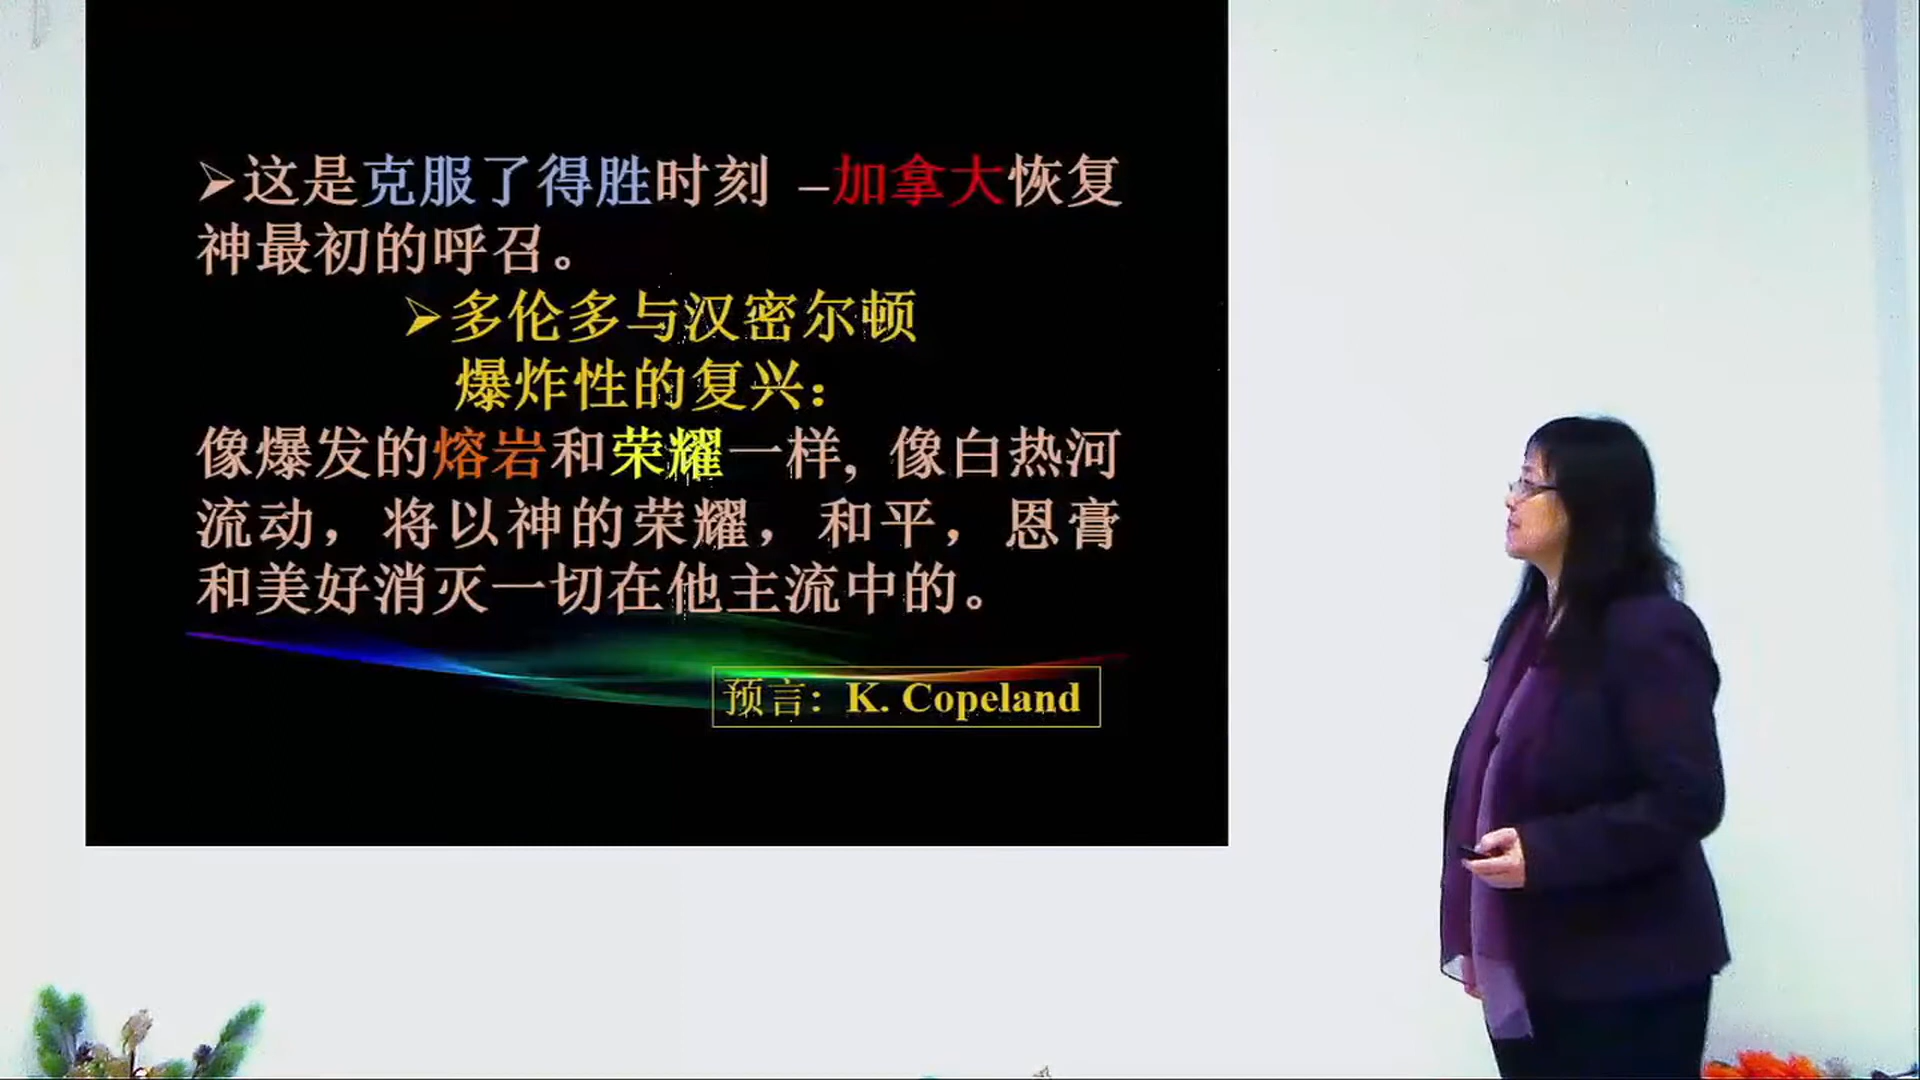 ➢这是克服了得胜时刻 –加拿大恢复
神最初的呼召。
➢多伦多与汉密尔顿
爆炸性的复兴：
像爆发的熔岩和荣耀一样, 像白热河
流动，将以神的荣耀，和平，恩膏
和美好消灭一切在他主流中的。
预言：K. Copeland